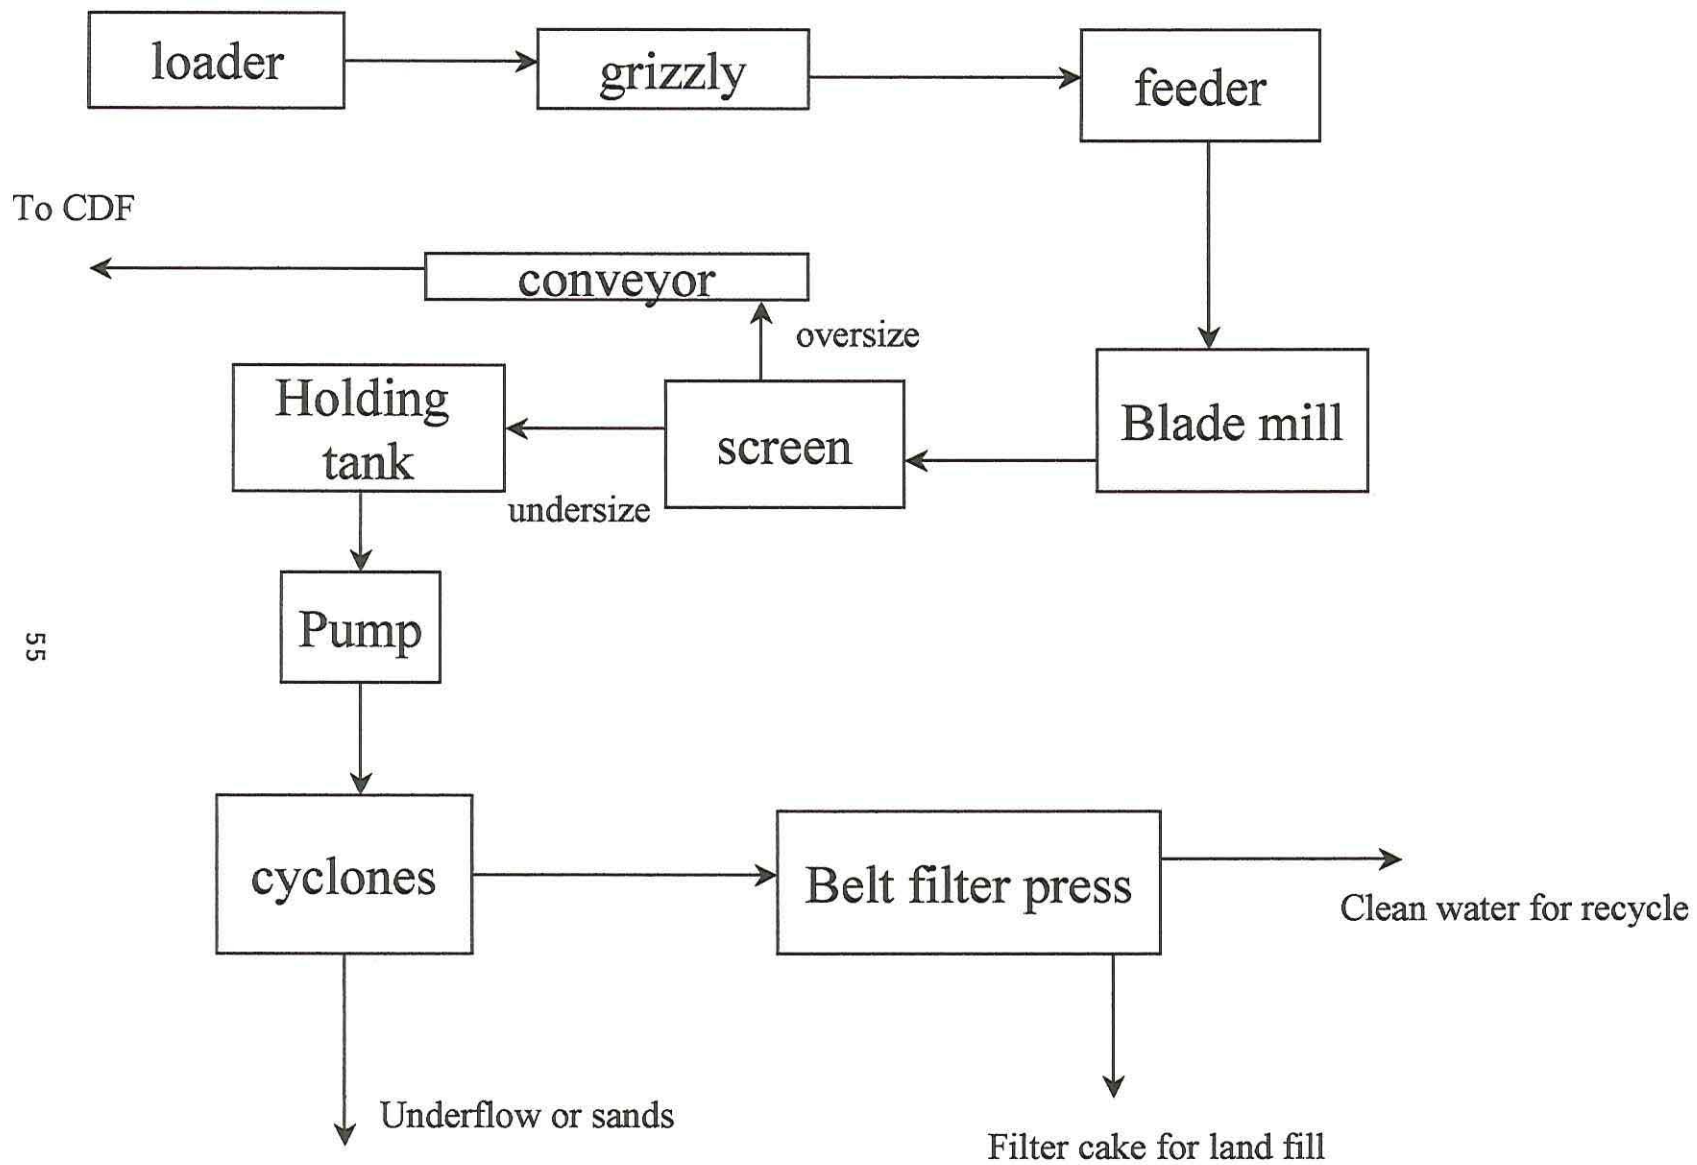 loader
grizzly
feeder
To CDF
conveyor
oversize
Holding
tank
screen
Blade mill
undersize
Pump
55
cyclones
Belt filter press
Clean water for recycle
Underflow or sands
Filter cake for land fill